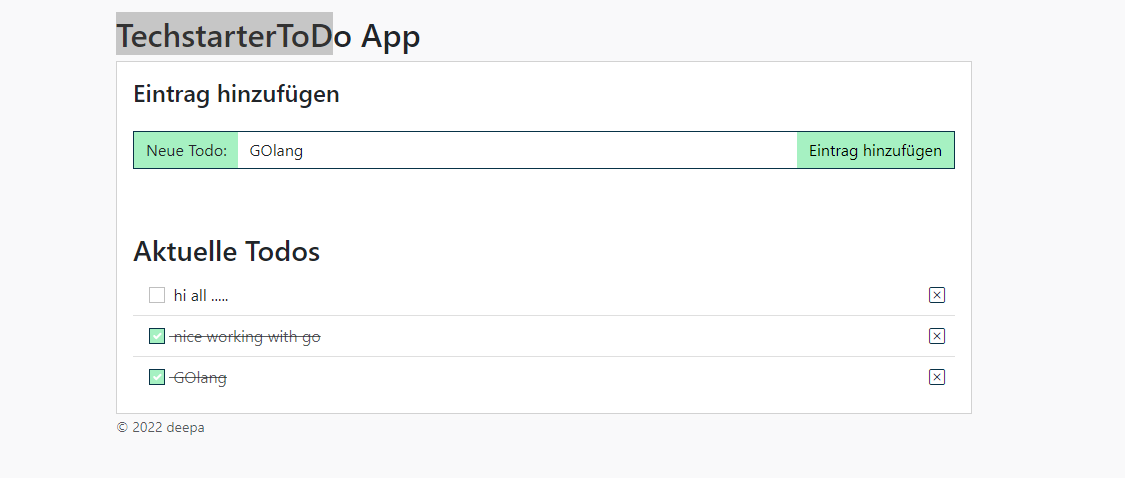 TechstarterToDo App
Eintrag hinzufügen
Neue Todo: GOlang Eintrag hinzufügen
Aktuelle Todos
hi all .....
nice working with go
GOlang
© 2022 deepa